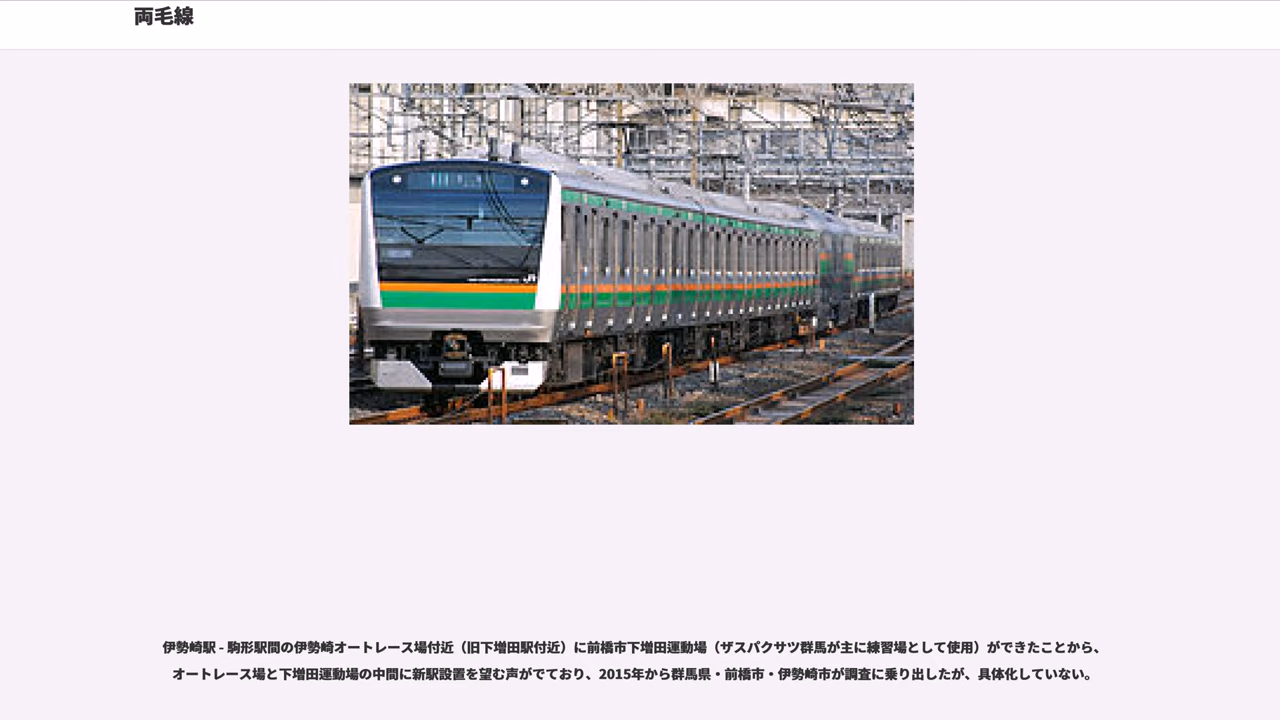 両毛線
JR
伊勢崎駅 - 駒形駅間の伊勢崎オートレース場付近（旧下増田駅付近）に前橋市下増田運動場（ザスパクサツ群馬が主に練習場として使用）ができたことから、
オートレース場と下増田運動場の中間に新駅設置を望む声がでており、2015年から群馬県・前橋市・伊勢崎市が調査に乗り出したが、具体化していない。